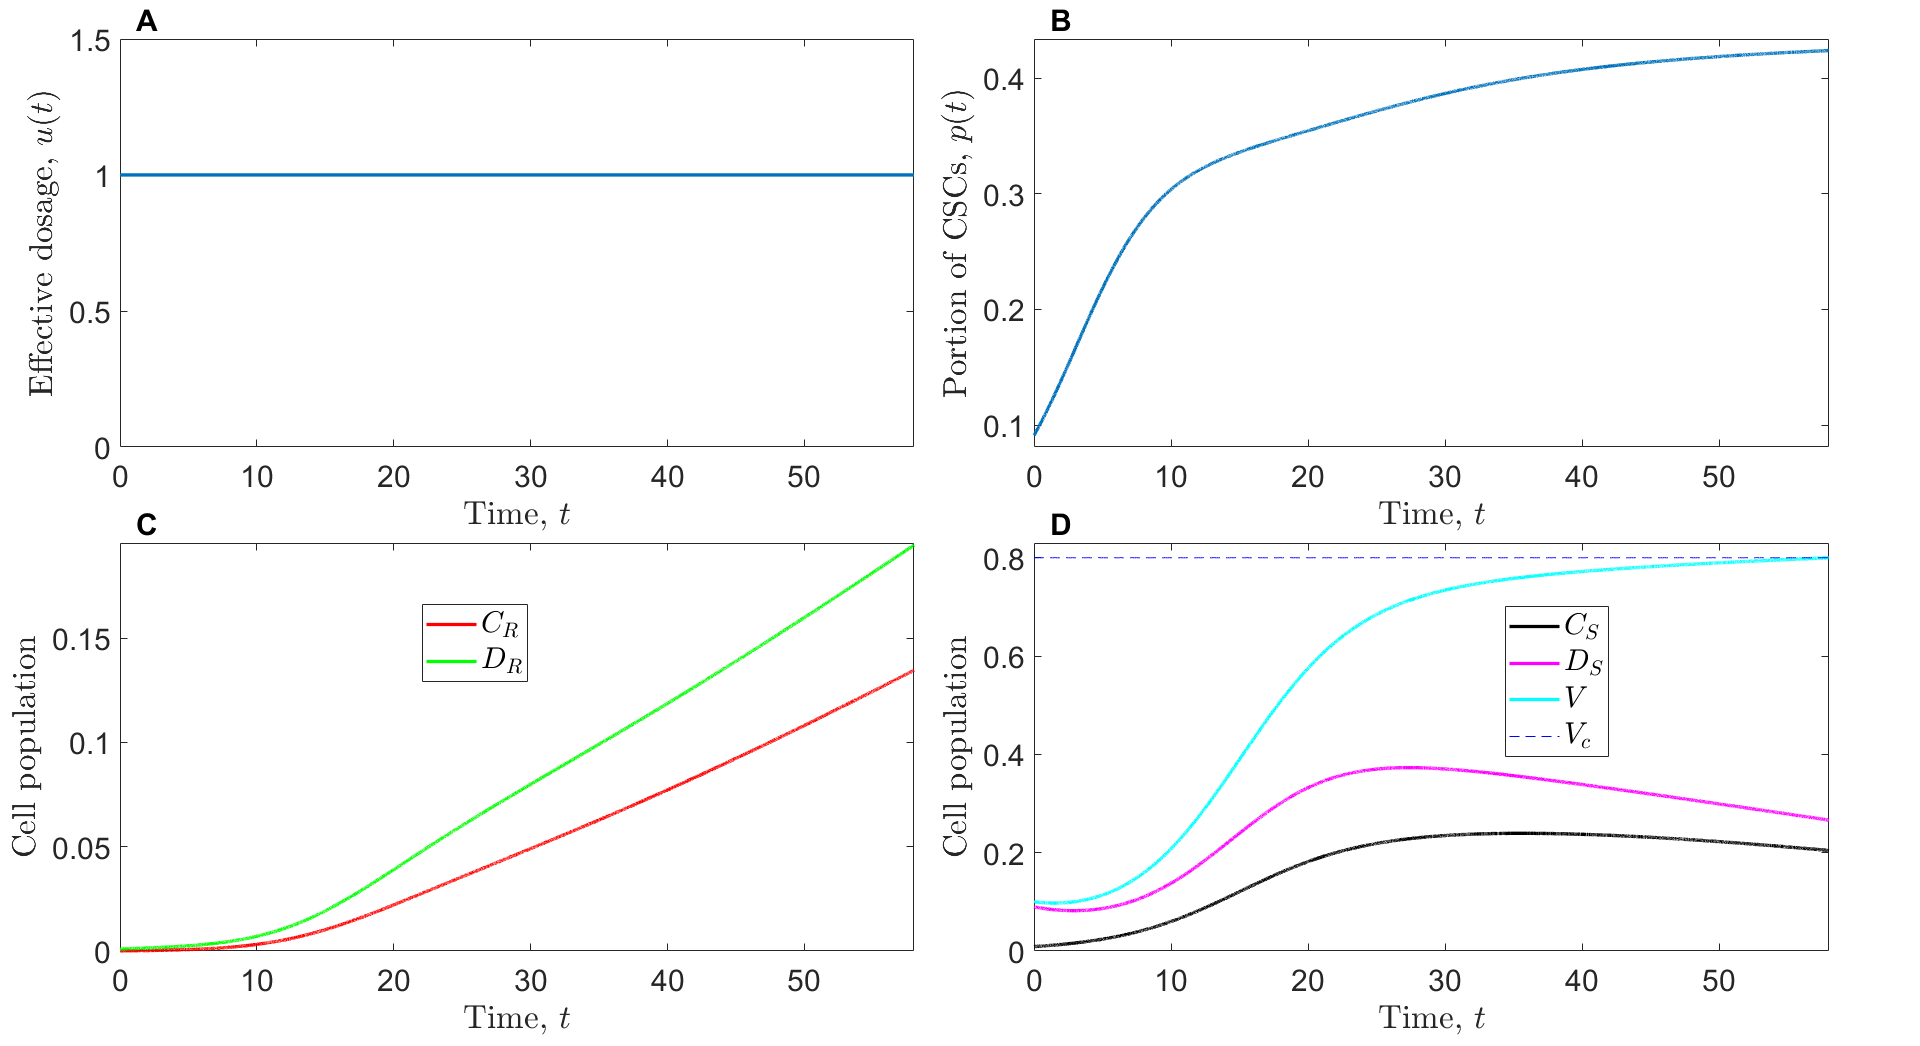 A
Effective dosage, u(t)
1.5
1
0.5
0
0 10 20 30 40 50
Time, t
B
Portion of CSCs, p(t)
0.4
0.3
0.2
0.1
0 10 20 30 40 50
Time, t
C
Cell population
0.15
0.1
0.05
0
C_R
D_R
0 10 20 30 40 50
Time, t
D
Cell population
0.8
0.6
0.4
0.2
0
C_S
D_S
V
V_c
0 10 20 30 40 50
Time, t